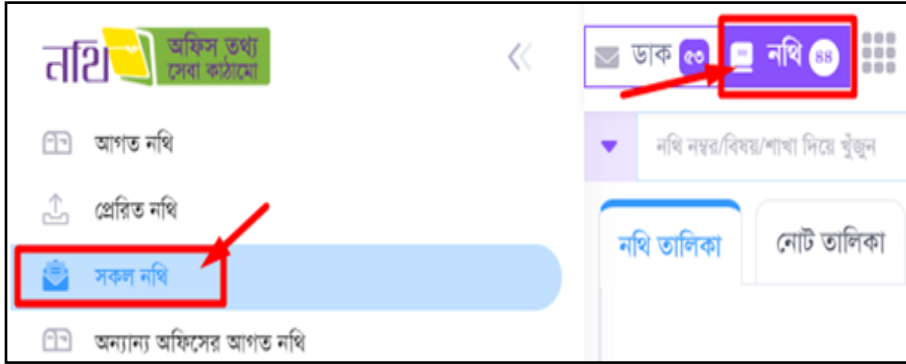 নথি অফিস তথ্য
সেবা কাঠামো
আগত নথি
প্রেরিত নথি
সকল নথি
অন্যান্য অফিসের আগত নথি
ডাক ৫৩ নথি ৪৪
নথি নম্বর/বিষয়/শাখা দিয়ে খুঁজুন
নথি তালিকা নোট তালিকা